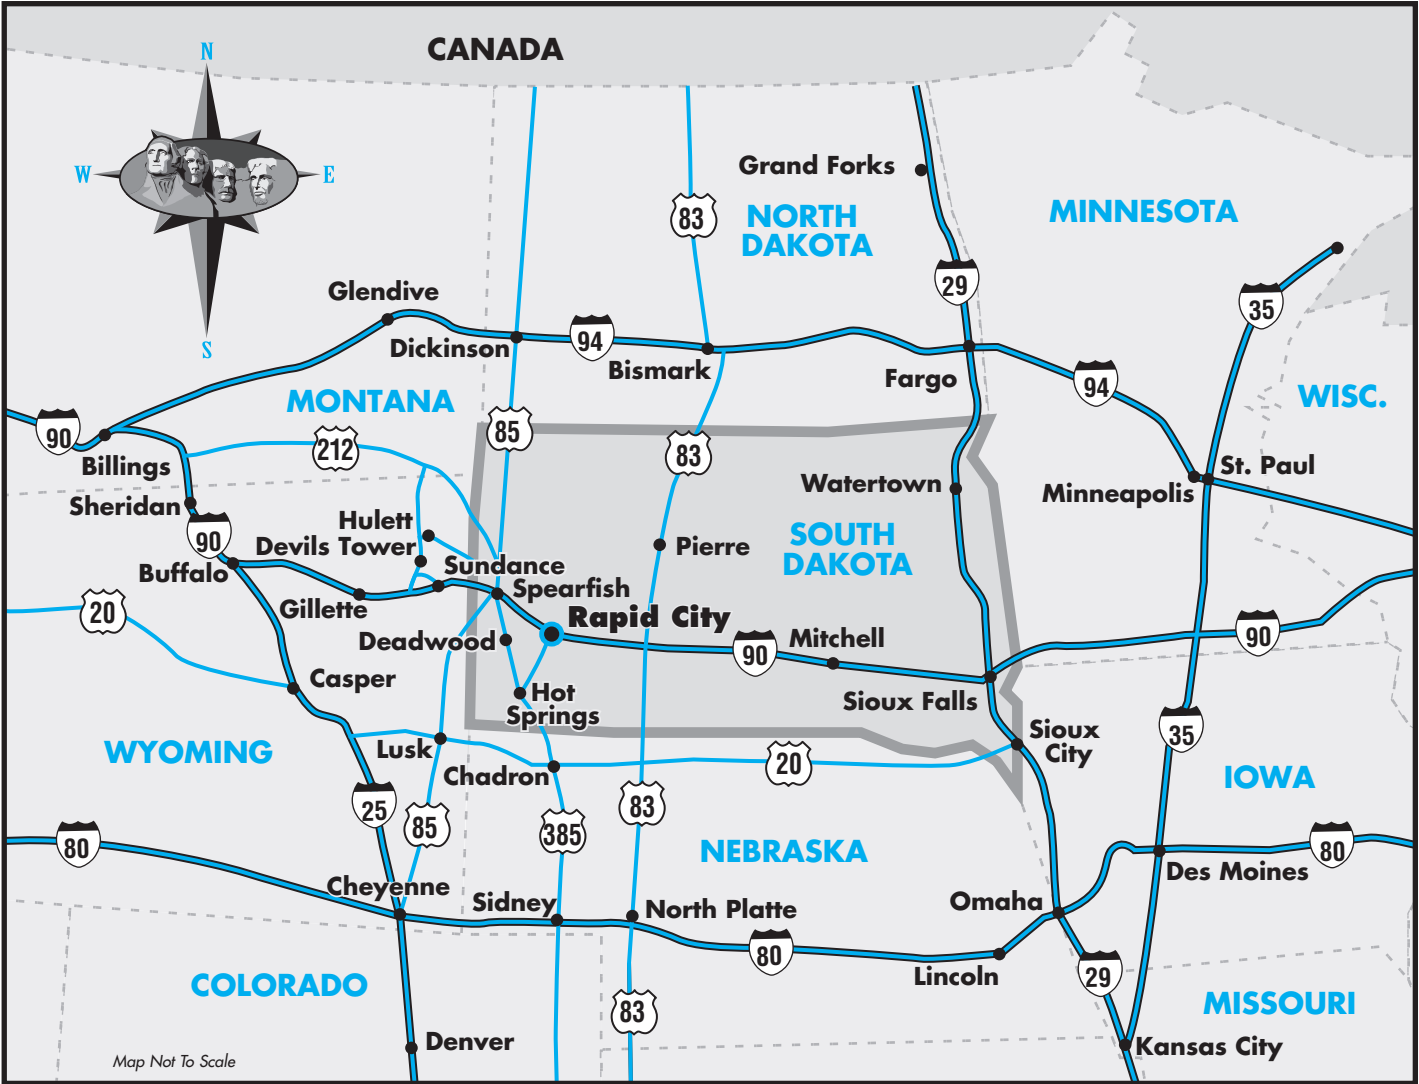 CANADA
N
W
E
S
Grand Forks
83
NORTH
DAKOTA
MINNESOTA
29
35
Glendive
Dickinson
94
Bismark
Fargo
94
WISC.
MONTANA
90
85
212
83
Billings
St. Paul
Minneapolis
Watertown
Sheridan
Hulett
90
Devils Tower
Pierre
SOUTH
DAKOTA
Buffalo
Sundance
Spearfish
Gillette
20
Rapid City
Deadwood
90
Mitchell
90
Casper
Hot
Springs
Sioux Falls
Sioux
City
35
WYOMING
Lusk
Chadron
20
IOWA
25
85
385
83
80
NEBRASKA
80
Des Moines
Cheyenne
Sidney
North Platte
Omaha
80
Lincoln
29
COLORADO
83
MISSOURI
Denver
Kansas City
Map Not To Scale